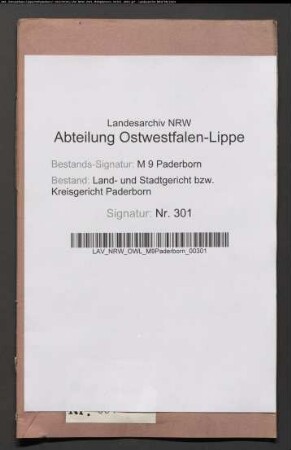 Landesarchiv NRW
Abteilung Ostwestfalen-Lippe
Bestands-Signatur: M 9 Paderborn
Bestand: Land- und Stadtgericht bzw.
Kreisgericht Paderborn
Signatur: Nr. 301
LAV_NRW_OWL_M9Paderborn_00301